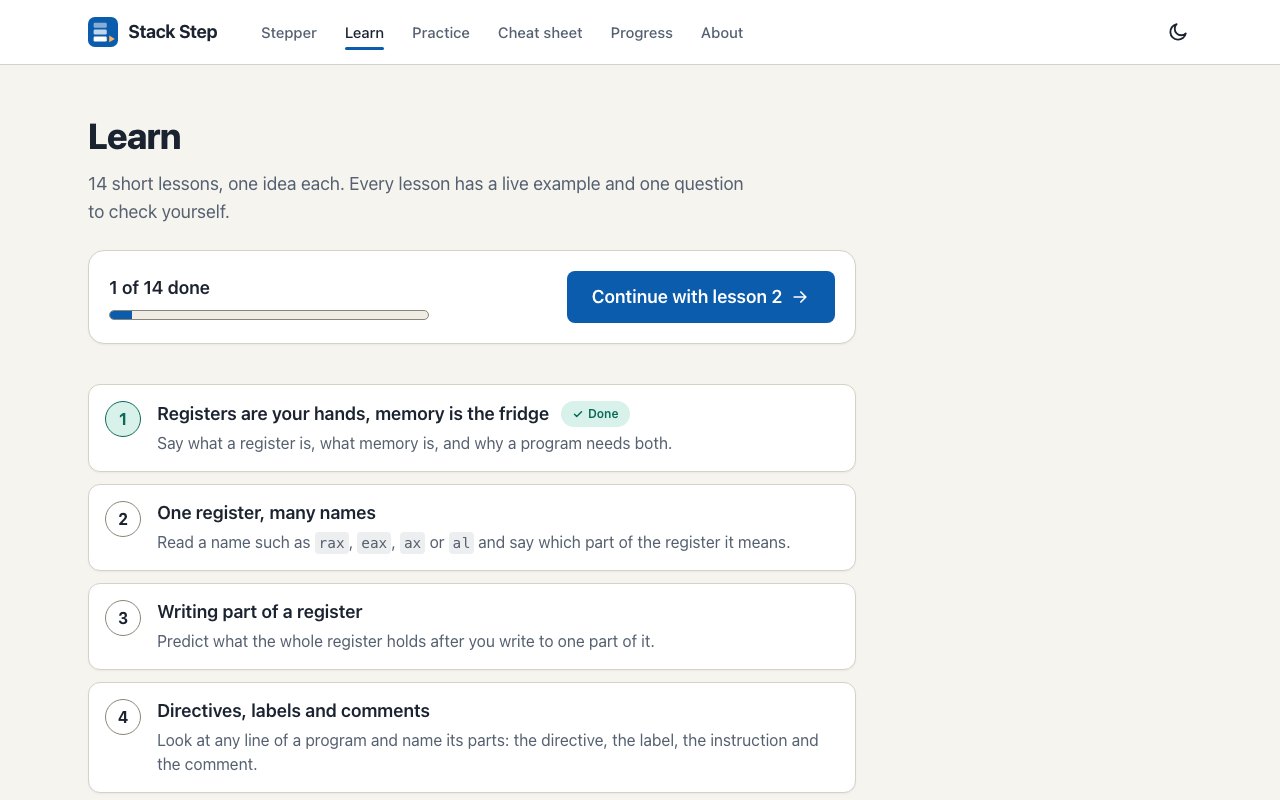 Stack Step
Stepper
Learn
Practice
Cheat sheet
Progress
About
Learn
14 short lessons, one idea each. Every lesson has a live example and one question
to check yourself.
1 of 14 done
Continue with lesson 2 →
1
Registers are your hands, memory is the fridge
✓ Done
Say what a register is, what memory is, and why a program needs both.
2
One register, many names
Read a name such as rax, eax, ax or al and say which part of the register it means.
3
Writing part of a register
Predict what the whole register holds after you write to one part of it.
4
Directives, labels and comments
Look at any line of a program and name its parts: the directive, the label, the instruction and
the comment.